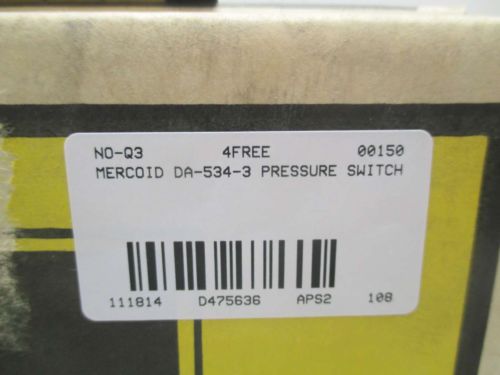 NO-Q3 4FREE 00150
MERCOID DA-534-3 PRESSURE SWITCH
111814 D475636 APS2 108